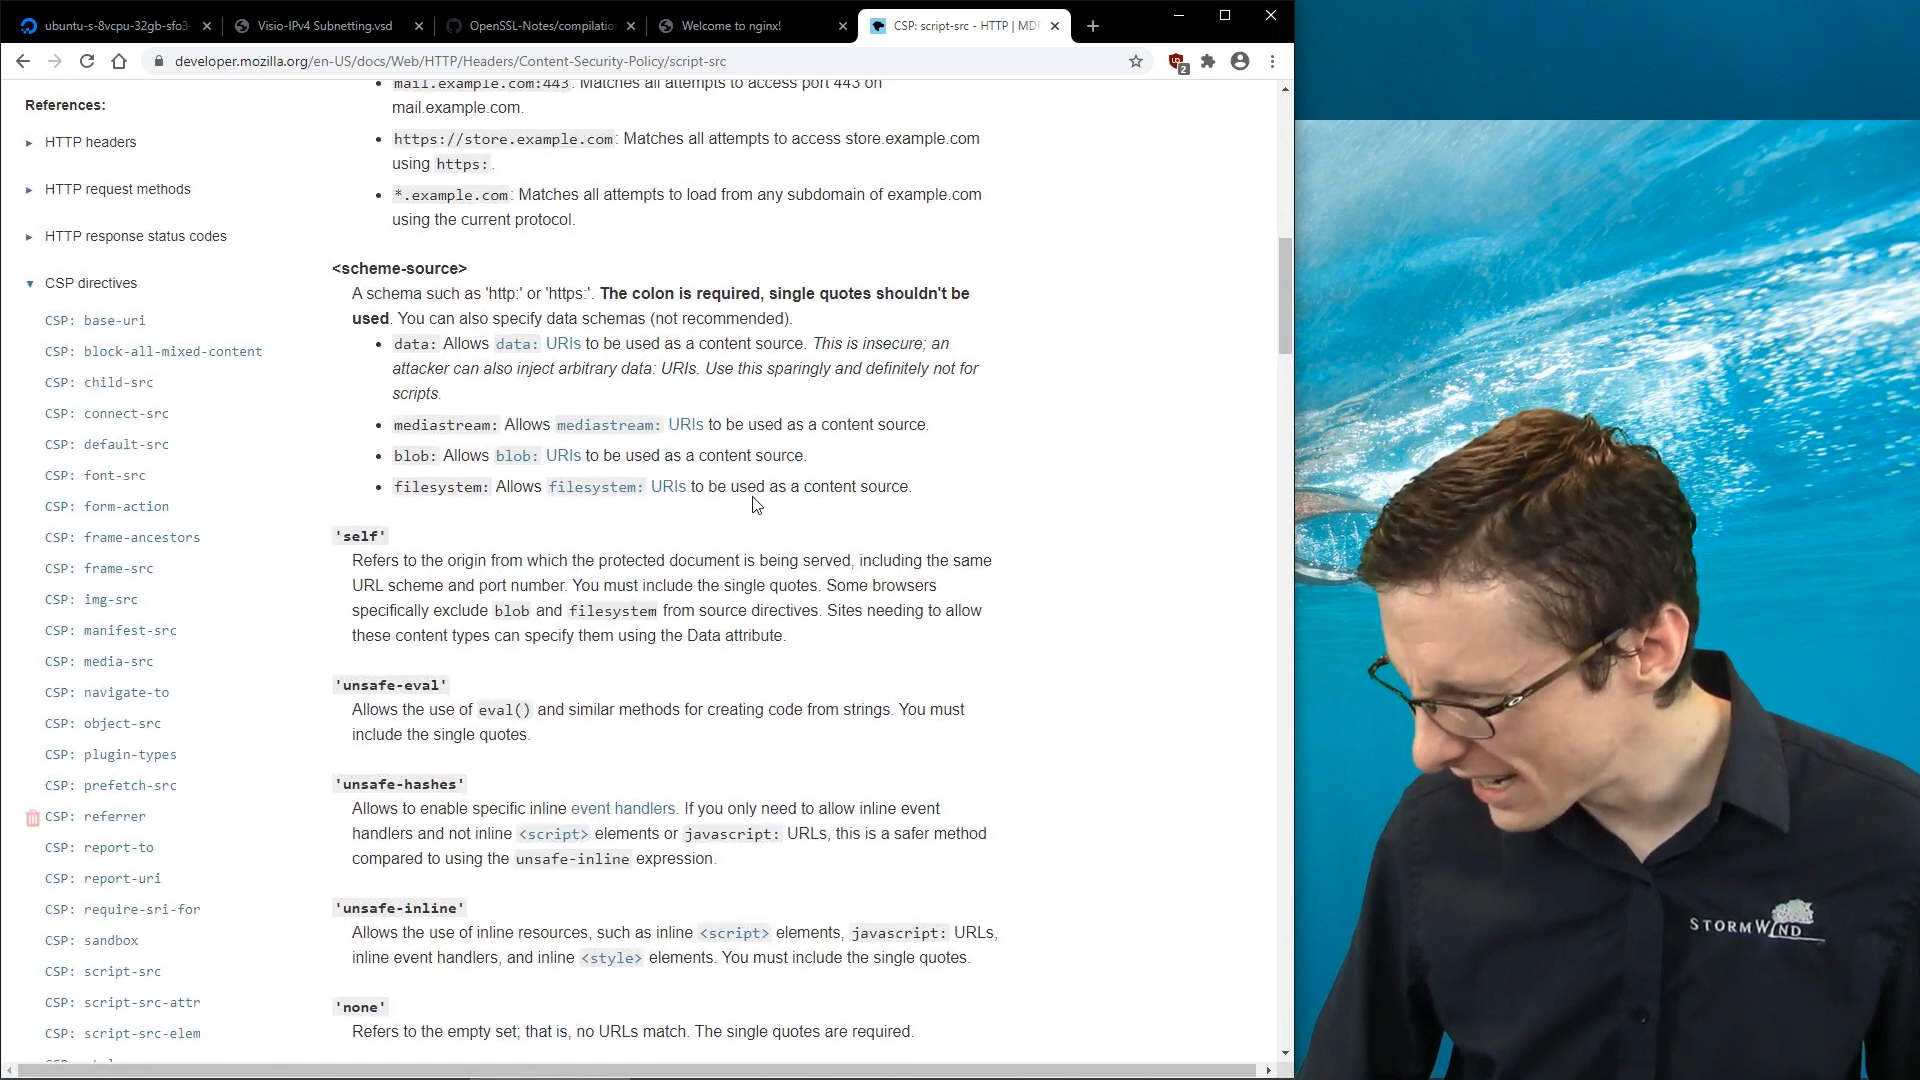 ubuntu-s-8vcpu-32gb-sfo3-
Visio-IPv4 Subnetting.vsd
OpenSSL-Notes/compilatio
Welcome to nginx!
CSP: script-src - HTTP | MD
developer.mozilla.org/en-US/docs/Web/HTTP/Headers/Content-Security-Policy/script-src
2
References:
HTTP headers
HTTP request methods
HTTP response status codes
CSP directives
CSP: base-uri
CSP: block-all-mixed-content
CSP: child-src
CSP: connect-src
CSP: default-src
CSP: font-src
CSP: form-action
CSP: frame-ancestors
CSP: frame-src
CSP: img-src
CSP: manifest-src
CSP: media-src
CSP: navigate-to
CSP: object-src
CSP: plugin-types
CSP: prefetch-src
CSP: referrer
CSP: report-to
CSP: report-uri
CSP: require-sri-for
CSP: sandbox
CSP: script-src
CSP: script-src-attr
CSP: script-src-elem
mail.example.com:443: Matches all attempts to access port 443 on
mail.example.com.
https://store.example.com: Matches all attempts to access store.example.com
using https:.
*.example.com: Matches all attempts to load from any subdomain of example.com
using the current protocol.
<scheme-source>
A schema such as 'http:' or 'https:'. The colon is required, single quotes shouldn't be
used. You can also specify data schemas (not recommended).
data: Allows data: URIs to be used as a content source. This is insecure; an
attacker can also inject arbitrary data: URIs. Use this sparingly and definitely not for
scripts.
mediastream: Allows mediastream: URIs to be used as a content source.
blob: Allows blob: URIs to be used as a content source.
filesystem: Allows filesystem: URIs to be used as a content source.
'self'
Refers to the origin from which the protected document is being served, including the same
URL scheme and port number. You must include the single quotes. Some browsers
specifically exclude blob and filesystem from source directives. Sites needing to allow
these content types can specify them using the Data attribute.
'unsafe-eval'
Allows the use of eval() and similar methods for creating code from strings. You must
include the single quotes.
'unsafe-hashes'
Allows to enable specific inline event handlers. If you only need to allow inline event
handlers and not inline <script> elements or javascript: URLs, this is a safer method
compared to using the unsafe-inline expression.
'unsafe-inline'
Allows the use of inline resources, such as inline <script> elements, javascript: URLs,
inline event handlers, and inline <style> elements. You must include the single quotes.
'none'
Refers to the empty set; that is, no URLs match. The single quotes are required.
STORMWIND